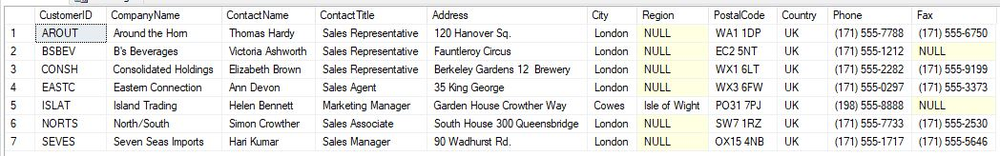 CustomerID CompanyName ContactName ContactTitle Address City Region PostalCode Country Phone Fax
1 AROUT Around the Horn Thomas Hardy Sales Representative 120 Hanover Sq. London NULL WA1 1DP UK (171) 555-7788 (171) 555-6750
2 BSBEV B's Beverages Victoria Ashworth Sales Representative Fauntleroy Circus London NULL EC2 5NT UK (171) 555-1212 NULL
3 CONSH Consolidated Holdings Elizabeth Brown Sales Representative Berkeley Gardens 12 Brewery London NULL WX1 6LT UK (171) 555-2282 (171) 555-9199
4 EASTC Eastern Connection Ann Devon Sales Agent 35 King George London NULL WX3 6FW UK (171) 555-0297 (171) 555-3373
5 ISLAT Island Trading Helen Bennett Marketing Manager Garden House Crowther Way Cowes Isle of Wight PO31 7PJ UK (198) 555-8888 NULL
6 NORTS North/South Simon Crowther Sales Associate South House 300 Queensbridge London NULL SW7 1RZ UK (171) 555-7733 (171) 555-2530
7 SEVES Seven Seas Imports Hari Kumar Sales Manager 90 Wadhurst Rd. London NULL OX15 4NB UK (171) 555-1717 (171) 555-5646